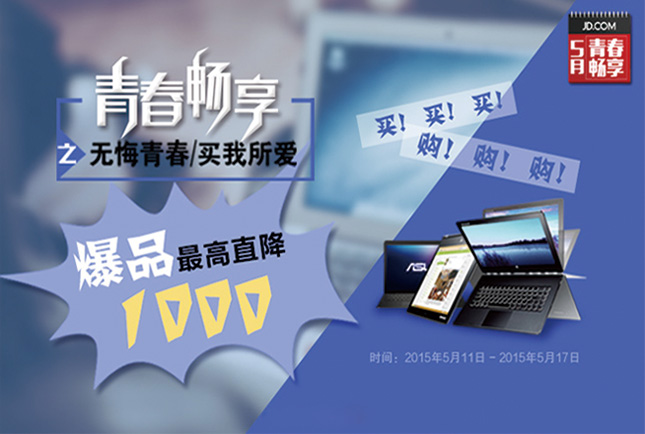 JD.COM
5月
青春
畅享
青春畅享
之 无悔青春/买我所爱
买！买！买！
购！购！购！
爆品最高直降
1000
ASU
时间：2015年5月11日 - 2015年5月17日